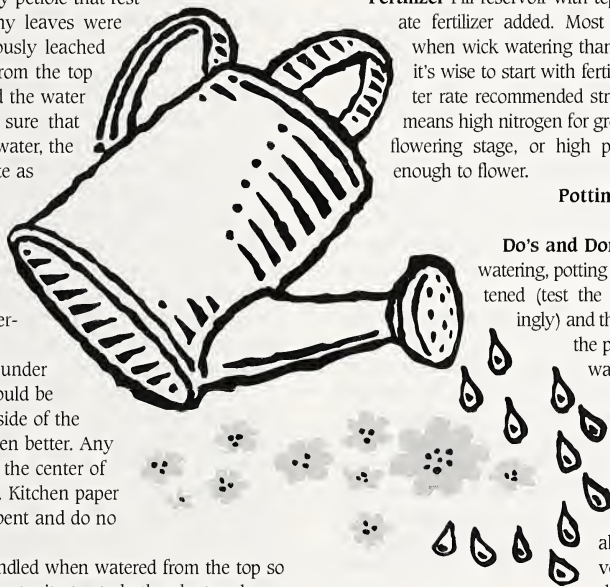 y petiole that rest
ny leaves were
ously leached
rom the top
d the water
sure that
water, the
te as
er-
under
ould be
side of the
en better. Any
the center of
. Kitchen paper
bent and do no
ndled when watered from the top so
Fertilizer Fill reservoir with tep
ate fertilizer added. Most
when wick watering than
it's wise to start with ferti
ter rate recommended str
means high nitrogen for gr
flowering stage, or high p
enough to flower.
Pottin
Do's and Don
watering, potting
tened (test the
ingly) and th
the p
wa
al
ve